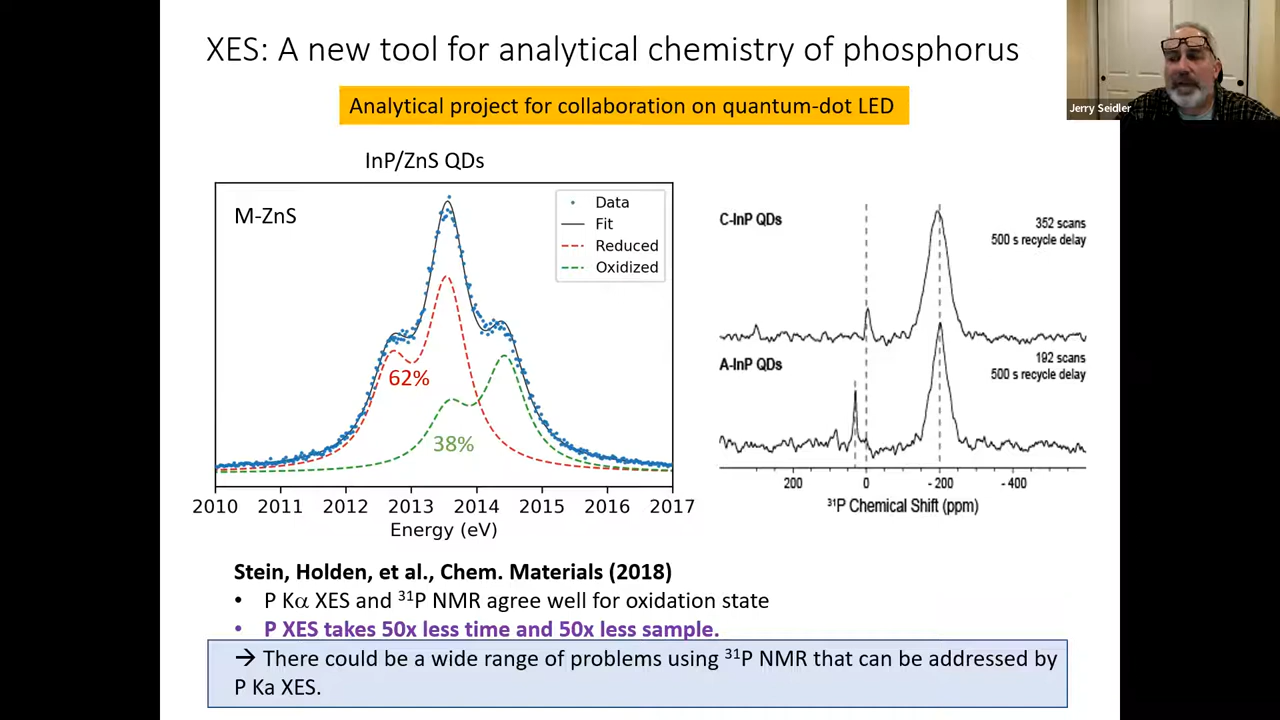 XES: A new tool for analytical chemistry of phosphorus
Jerry Seidler
Analytical project for collaboration on quantum-dot LED
InP/ZnS QDs
M-ZnS
Data
Fit
Reduced
Oxidized
62%
38%
2010 2011 2012 2013 2014 2015 2016 2017
Energy (eV)
C-InP QDs
352 scans
500 s recycle delay
A-InP QDs
192 scans
500 s recycle delay
200 0 - 200 - 400
³¹P Chemical Shift (ppm)
Stein, Holden, et al., Chem. Materials (2018)
• P Kα XES and ³¹P NMR agree well for oxidation state
• P XES takes 50x less time and 50x less sample.
→ There could be a wide range of problems using ³¹P NMR that can be addressed by
P Ka XES.